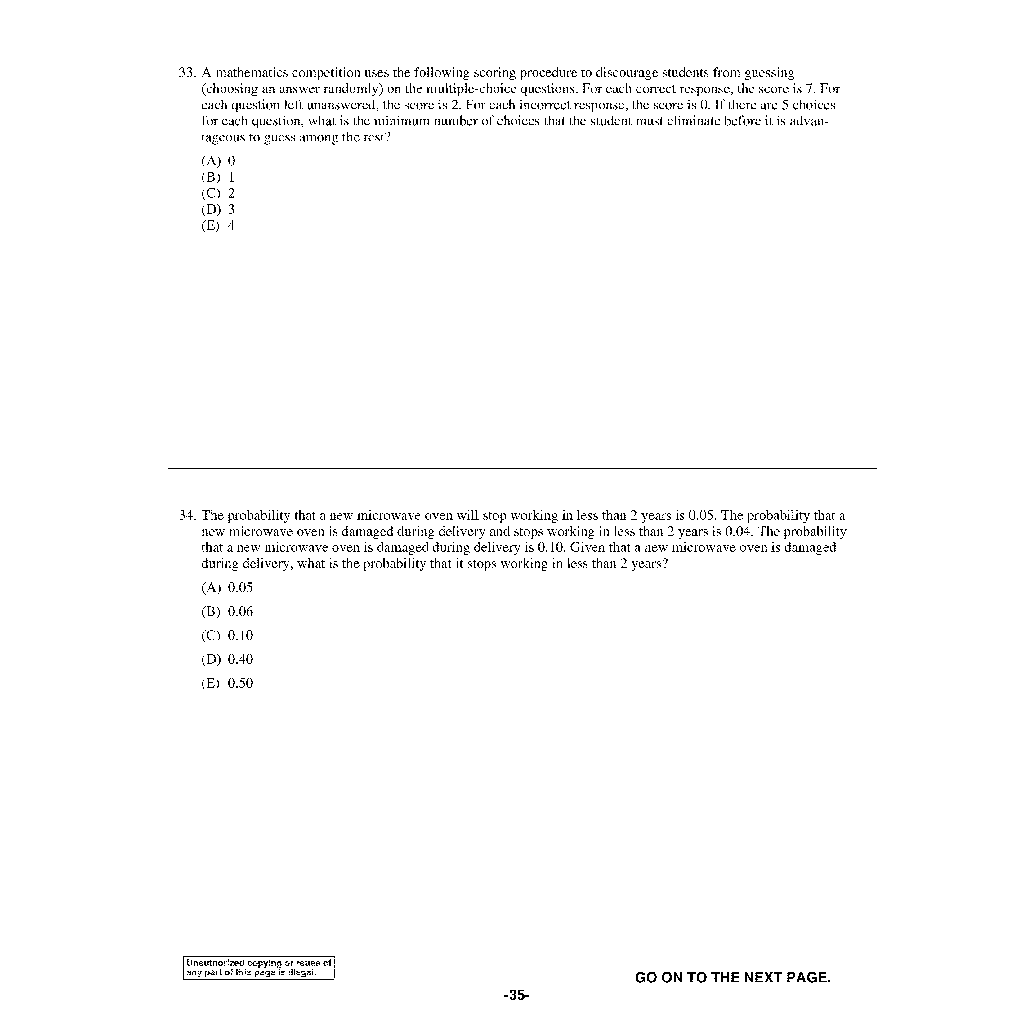 33. A mathematics competition uses the following scoring procedure to discourage students from guessing
(choosing an answer randomly) on the multiple-choice questions. For each correct response, the score is 7. For
each question left unanswered, the score is 2. For each incorrect response, the score is 0. If there are 5 choices
for each question, what is the minimum number of choices that the student must eliminate before it is advan-
tageous to guess among the rest?
(A) 0
(B) 1
(C) 2
(D) 3
(E) 4
34. The probability that a new microwave oven will stop working in less than 2 years is 0.05. The probability that a
new microwave oven is damaged during delivery and stops working in less than 2 years is 0.04. The probability
that a new microwave oven is damaged during delivery is 0.10. Given that a new microwave oven is damaged
during delivery, what is the probability that it stops working in less than 2 years?
(A) 0.05
(B) 0.06
(C) 0.10
(D) 0.40
(E) 0.50
Unauthorized copying or reuse of
any part of this page is illegal.
GO ON TO THE NEXT PAGE.
-35-